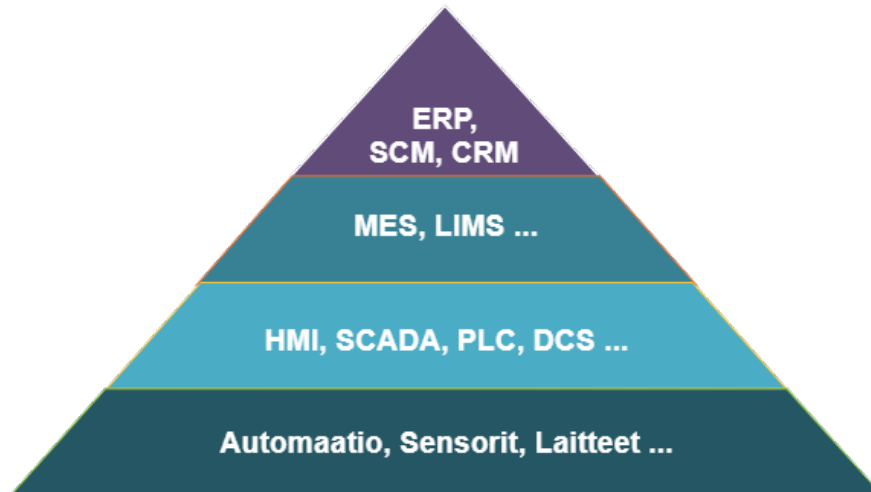 ERP,
SCM, CRM
MES, LIMS ...
HMI, SCADA, PLC, DCS ...
Automaatio, Sensorit, Laitteet ...